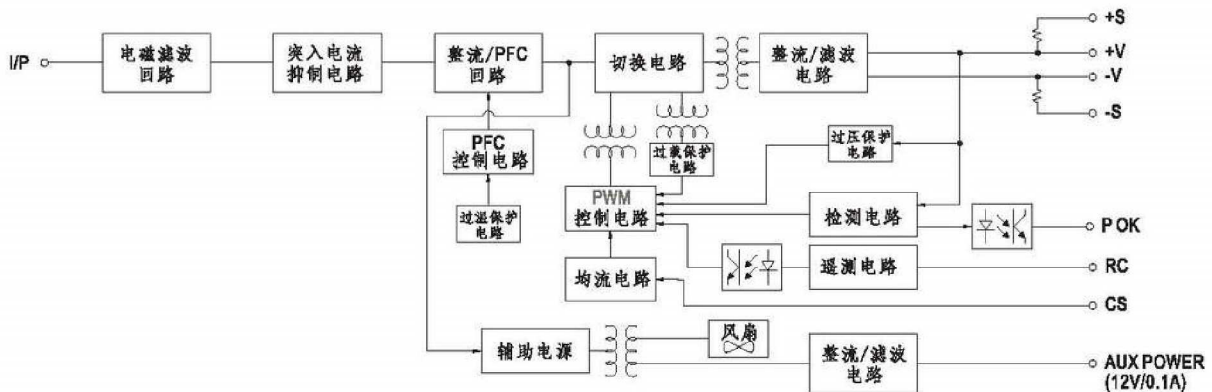 I/P
电磁滤波
回路
突入电流
抑制电路
整流/PFC
回路
切换电路
整流/滤波
电路
+S
+V
-V
-S
PFC
控制电路
过载保护
电路
过压保护
电路
过温保护
电路
PWM
控制电路
检测电路
P OK
均流电路
遥测电路
RC
CS
辅助电源
风扇
整流/滤波
电路
AUX POWER
(12V/0.1A)